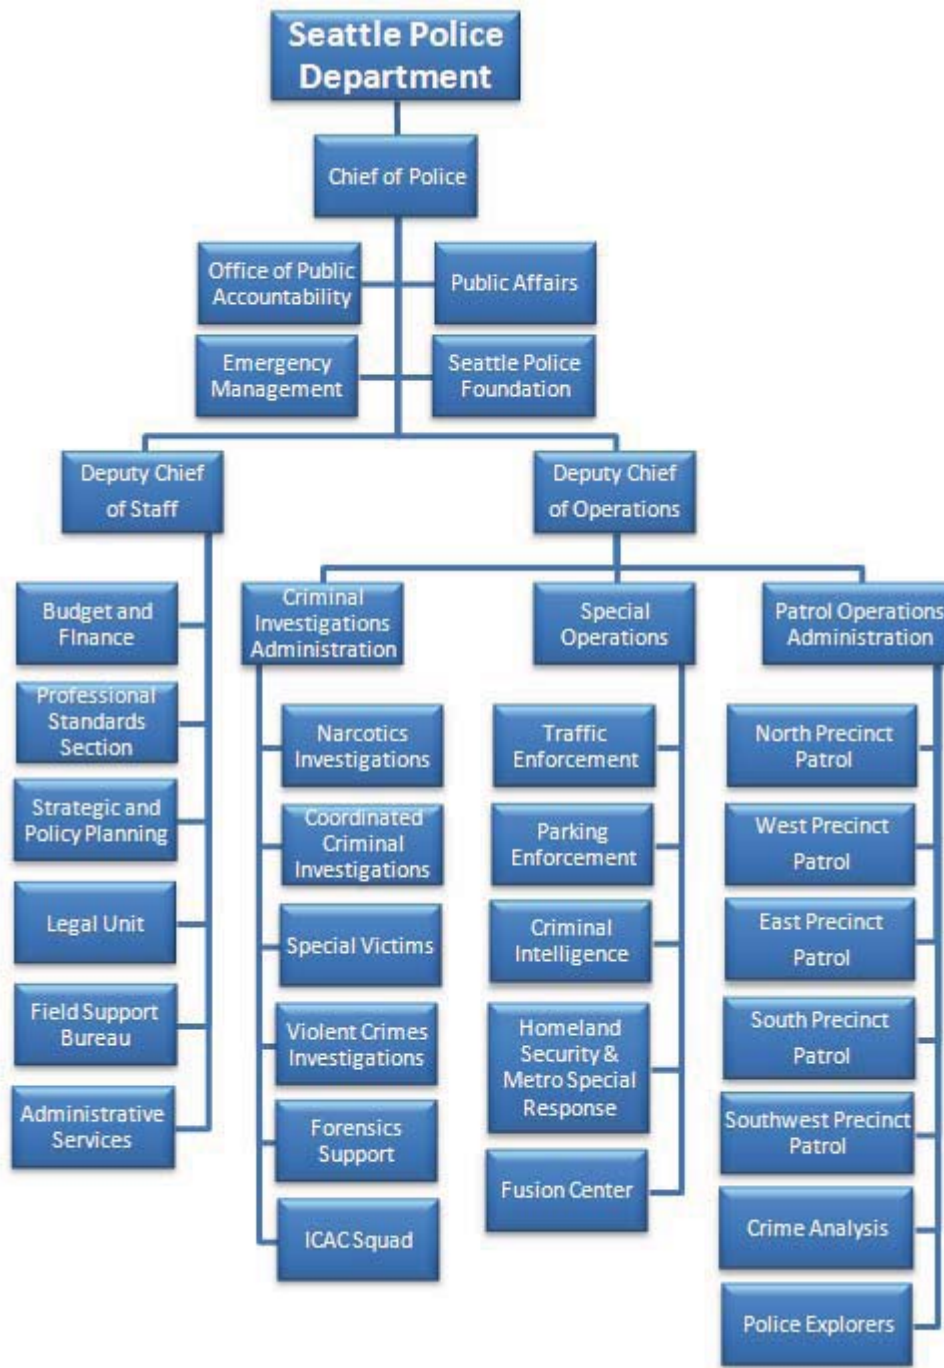 Seattle Police
Department
Chief of Police
Office of Public
Accountability
Public Affairs
Emergency
Management
Seattle Police
Foundation
Deputy Chief
of Staff
Deputy Chief
of Operations
Budget and
FInance
Professional
Standards
Section
Strategic and
Policy Planning
Legal Unit
Field Support
Bureau
Administrative
Services
Criminal
Investigations
Administration
Narcotics
Investigations
Coordinated
Criminal
Investigations
Special Victims
Violent Crimes
Investigations
Forensics
Support
ICAC Squad
Special
Operations
Traffic
Enforcement
Parking
Enforcement
Criminal
Intelligence
Homeland
Security &
Metro Special
Response
Fusion Center
Patrol Operations
Administration
North Precinct
Patrol
West Precinct
Patrol
East Precinct
Patrol
South Precinct
Patrol
Southwest Precinct
Patrol
Crime Analysis
Police Explorers